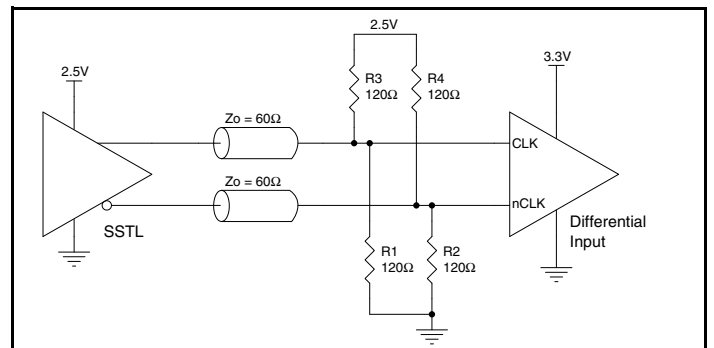 2.5V
3.3V
2.5V
R3
120Ω
R4
120Ω
Zo = 60Ω
CLK
Zo = 60Ω
nCLK
SSTL
Differential
Input
R1
120Ω
R2
120Ω